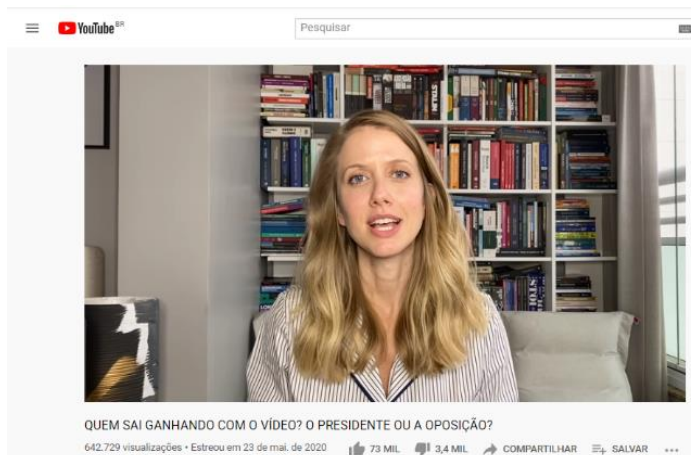 YouTube BR
Pesquisar
QUEM SAI GANHANDO COM O VÍDEO? O PRESIDENTE OU A OPOSIÇÃO?
642.729 visualizações • Estreou em 23 de mai. de 2020 73 MIL 3,4 MIL COMPARTILHAR SALVAR